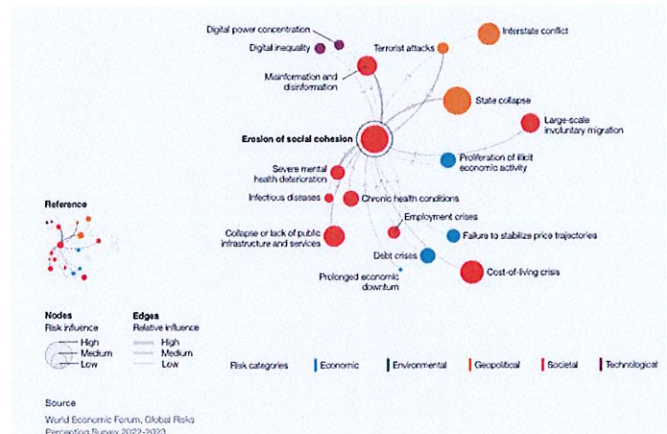 Digital power concentration
Digital inequality
Terrorist attacks
Interstate conflict
Misinformation and
disinformation
State collapse
Large-scale
involuntary migration
Erosion of social cohesion
Proliferation of illicit
economic activity
Severe mental
health deterioration
Infectious diseases
Chronic health conditions
Reference
Employment crises
Collapse or lack of public
infrastructure and services
Failure to stabilize price trajectories
Debt crises
Cost-of-living crisis
Prolonged economic
downturn
Nodes
Risk influence
High
Medium
Low
Edges
Relative influence
High
Medium
Low
Risk categories
Economic
Environmental
Geopolitical
Societal
Technological
Source
World Economic Forum, Global Risks
Perception Survey 2022-2023